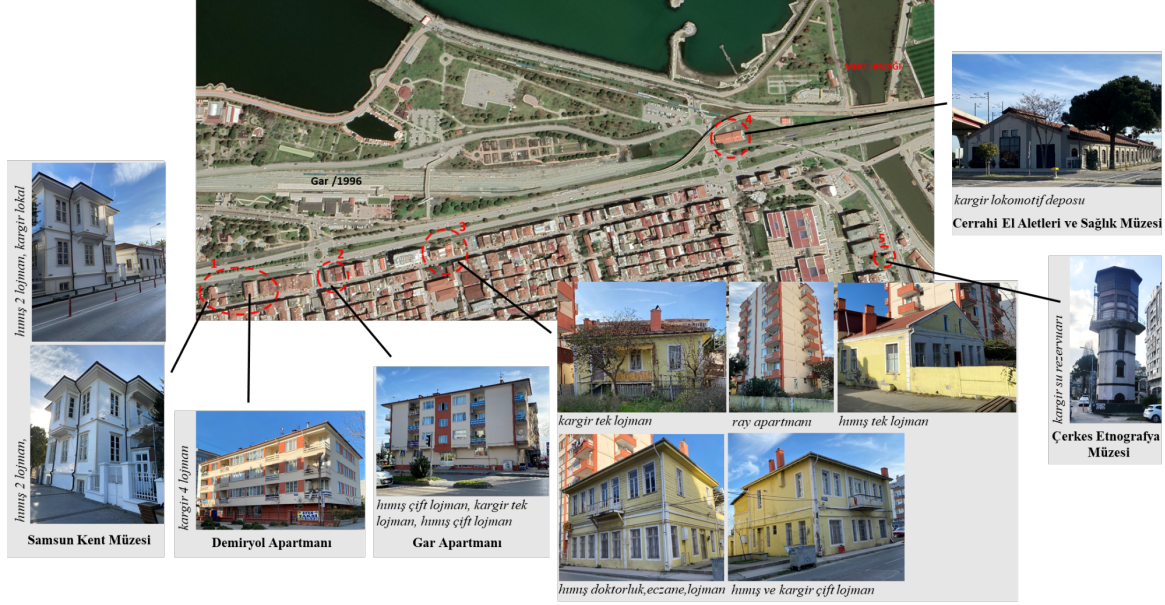 MERT IRMAĞI
4
Gar /1996
3
2
1
5
kargir lokomotif deposu
Cerrahi El Aletleri ve Sağlık Müzesi
hımış 2 lojman, kargir lokal
hımış 2 lojman,
Samsun Kent Müzesi
kargir 4 lojman
Demiryol Apartmanı
hımış çift lojman, kargir tek
lojman, hımış çift lojman
Gar Apartmanı
kargir tek lojman
ray apartmanı
hımış tek lojman
hımış doktorluk,eczane,lojman
hımış ve kargir çift lojman
kargir su rezervuarı
Çerkes Etnografya
Müzesi